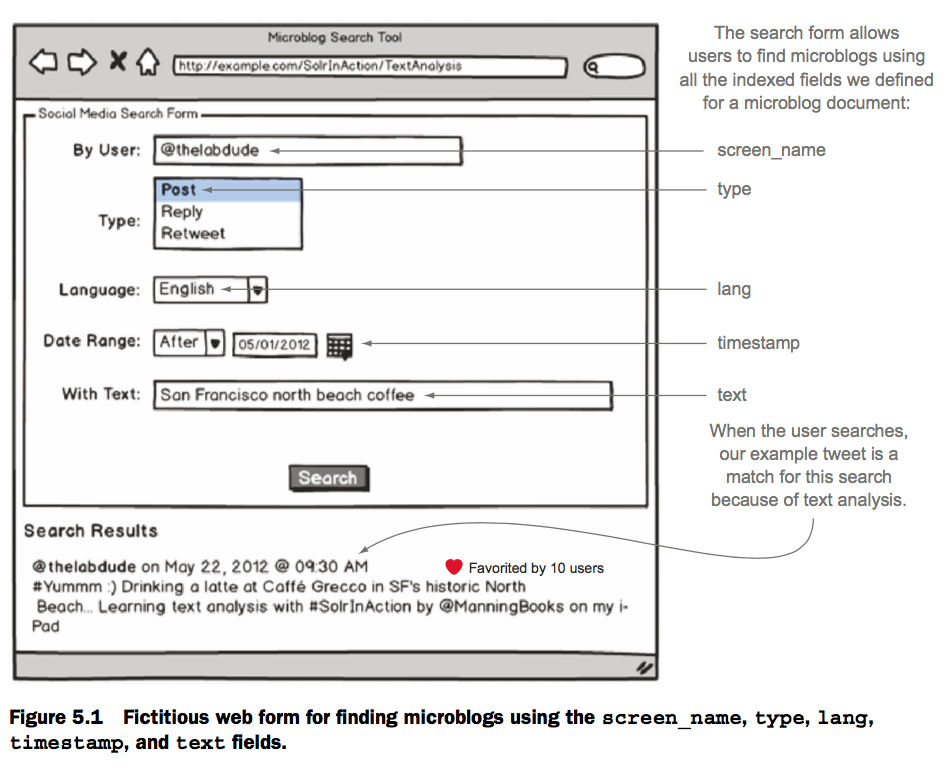 Microblog Search Tool
http://example.com/SolrInAction/TextAnalysis
The search form allows
users to find microblogs using
all the indexed fields we defined
for a microblog document:
Social Media Search Form
By User: @thelabdude
screen_name
Post
type
Type:
Reply
Retweet
Language: English
lang
Date Range: After 05/01/2012
timestamp
With Text: San Francisco north beach coffee
text
When the user searches,
our example tweet is a
match for this search
because of text analysis.
Search
Search Results
@thelabdude on May 22, 2012 @ 09:30 AM
Favorited by 10 users
#Yummm :) Drinking a latte at Caffé Grecco in SF's historic North
Beach... Learning text analysis with #SolrInAction by @ManningBooks on my i-
Pad
Figure 5.1 Fictitious web form for finding microblogs using the screen_name, type, lang,
timestamp, and text fields.